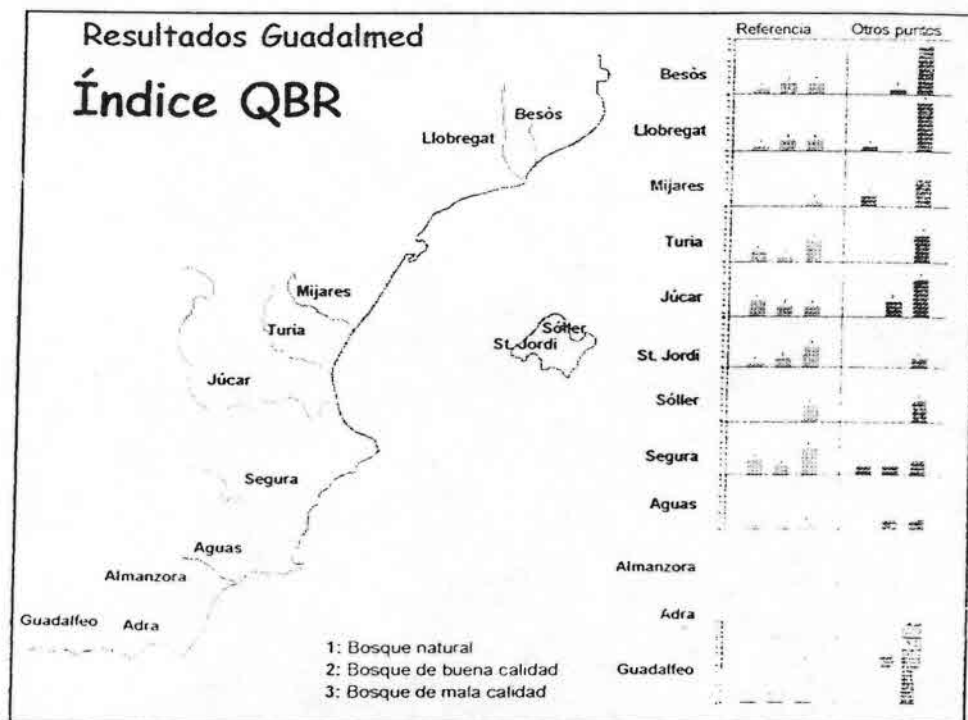 Resultados Guadalmed
Índice QBR
Besòs
Llobregat
Mijares
Turia
Júcar
Sóller
St. Jordi
Segura
Aguas
Almanzora
Guadalfeo
Adra
1: Bosque natural
2: Bosque de buena calidad
3: Bosque de mala calidad
Referencia
Otros puntos
Besòs
Llobregat
Mijares
Turia
Júcar
St. Jordi
Sóller
Segura
Aguas
Almanzora
Adra
Guadalfeo